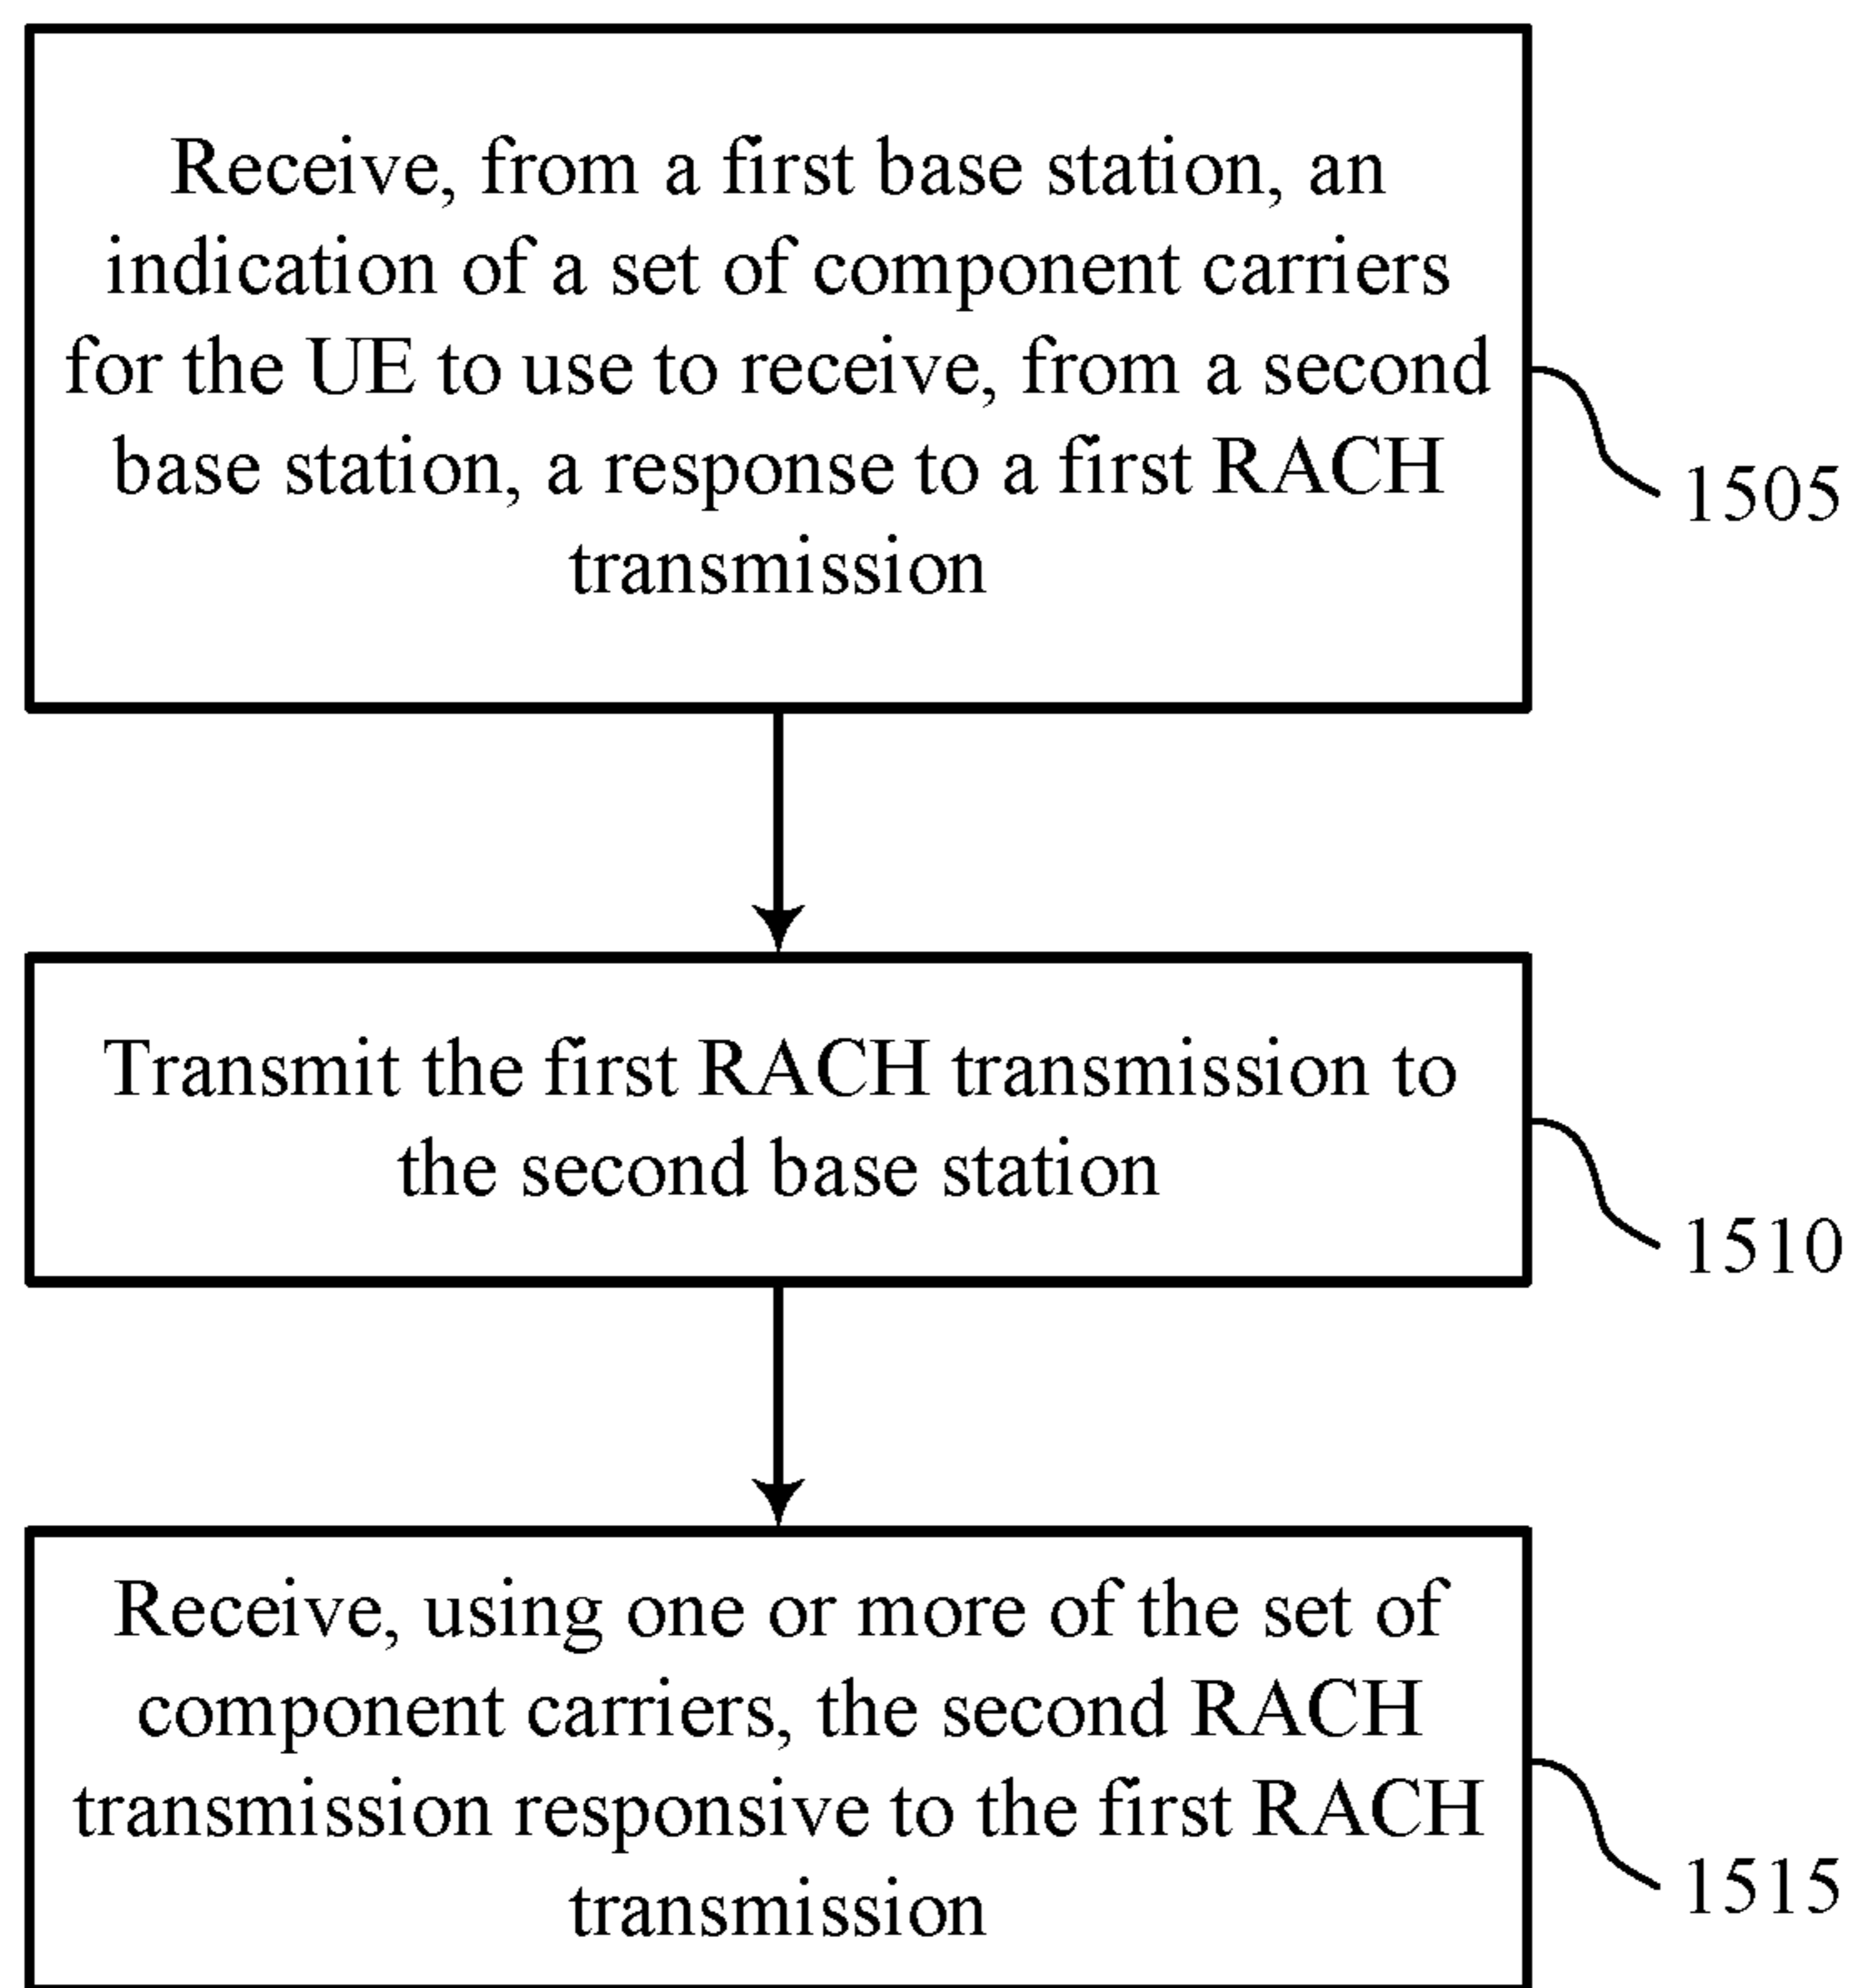 Receive, from a first base station, an
indication of a set of component carriers
for the UE to use to receive, from a second
base station, a response to a first RACH
transmission
1505
Transmit the first RACH transmission to
the second base station
1510
Receive, using one or more of the set of
component carriers, the second RACH
transmission responsive to the first RACH
transmission
1515